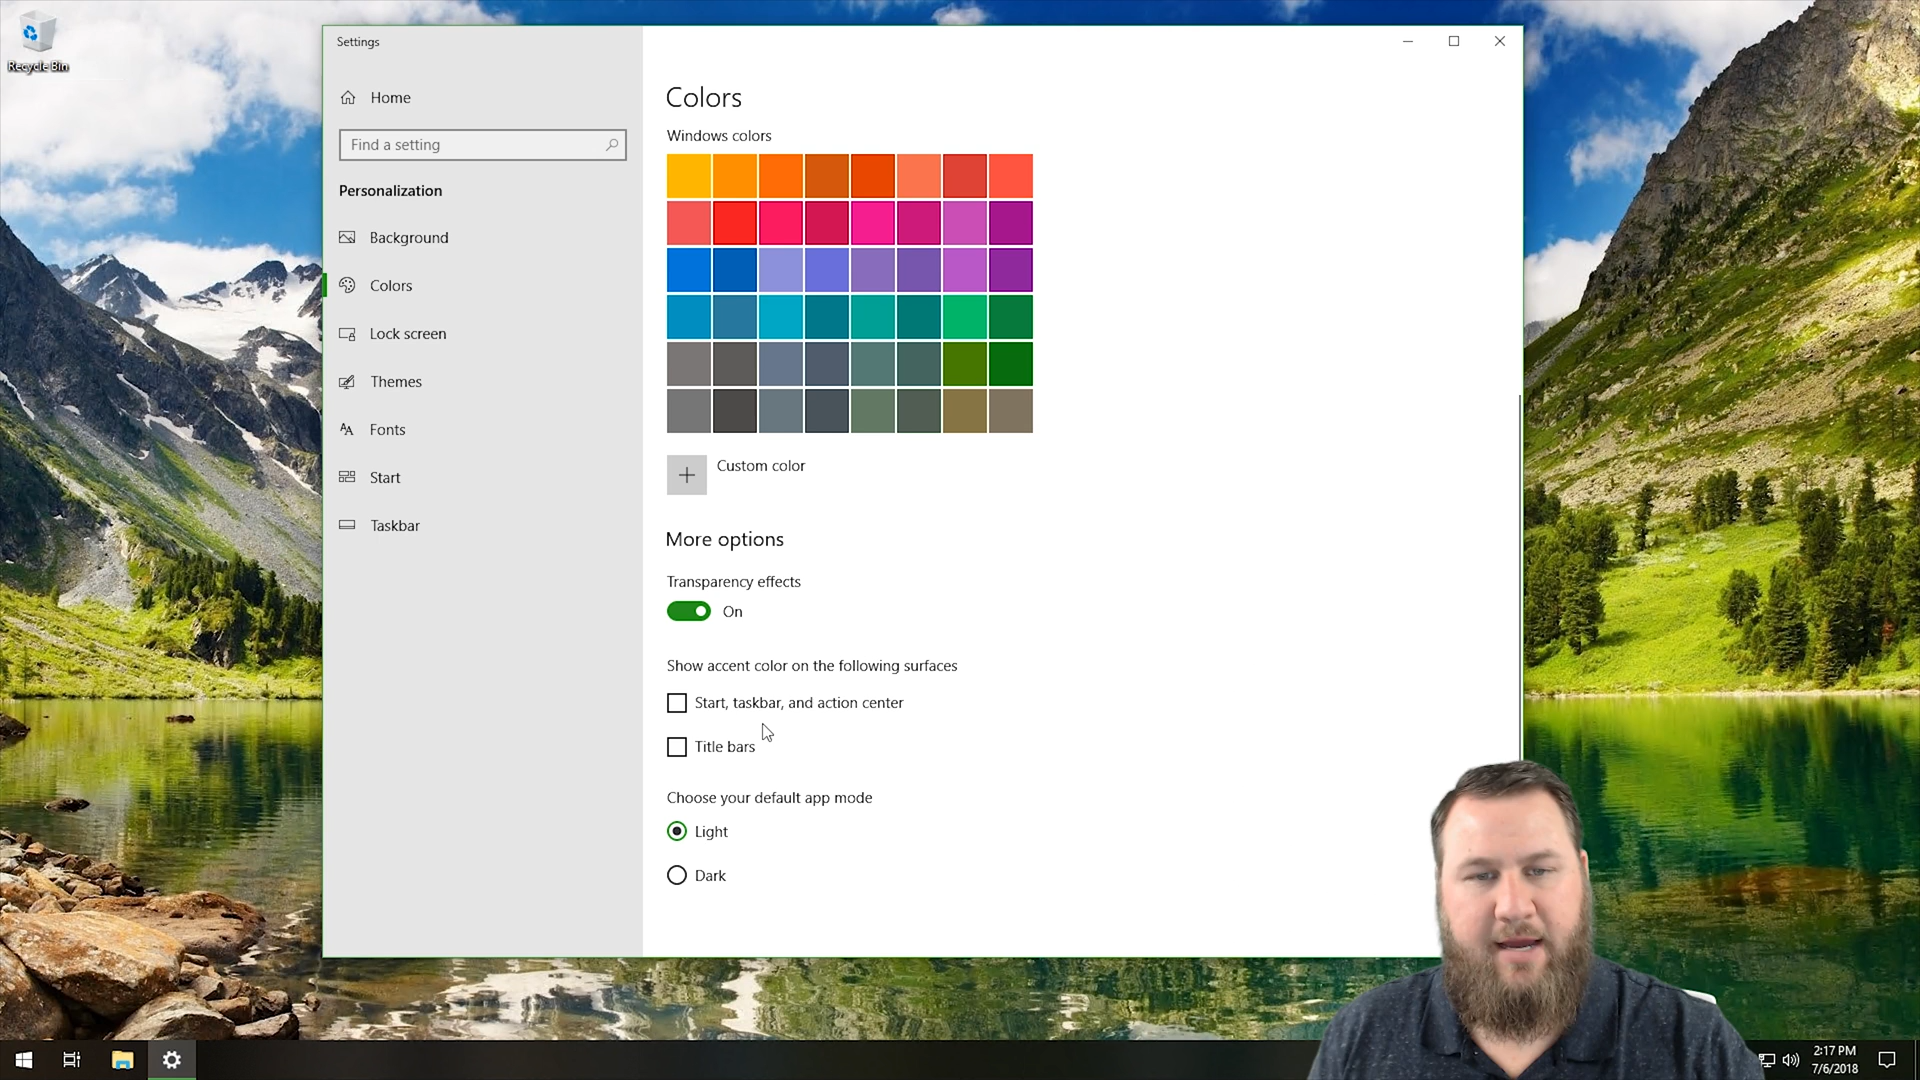 Recycle Bin
Settings
Home
Find a setting
Personalization
Background
Colors
Lock screen
Themes
Fonts
Start
Taskbar
Colors
Windows colors
Custom color
More options
Transparency effects
On
Show accent color on the following surfaces
Start, taskbar, and action center
Title bars
Choose your default app mode
Light
Dark
2:17 PM
7/6/2018